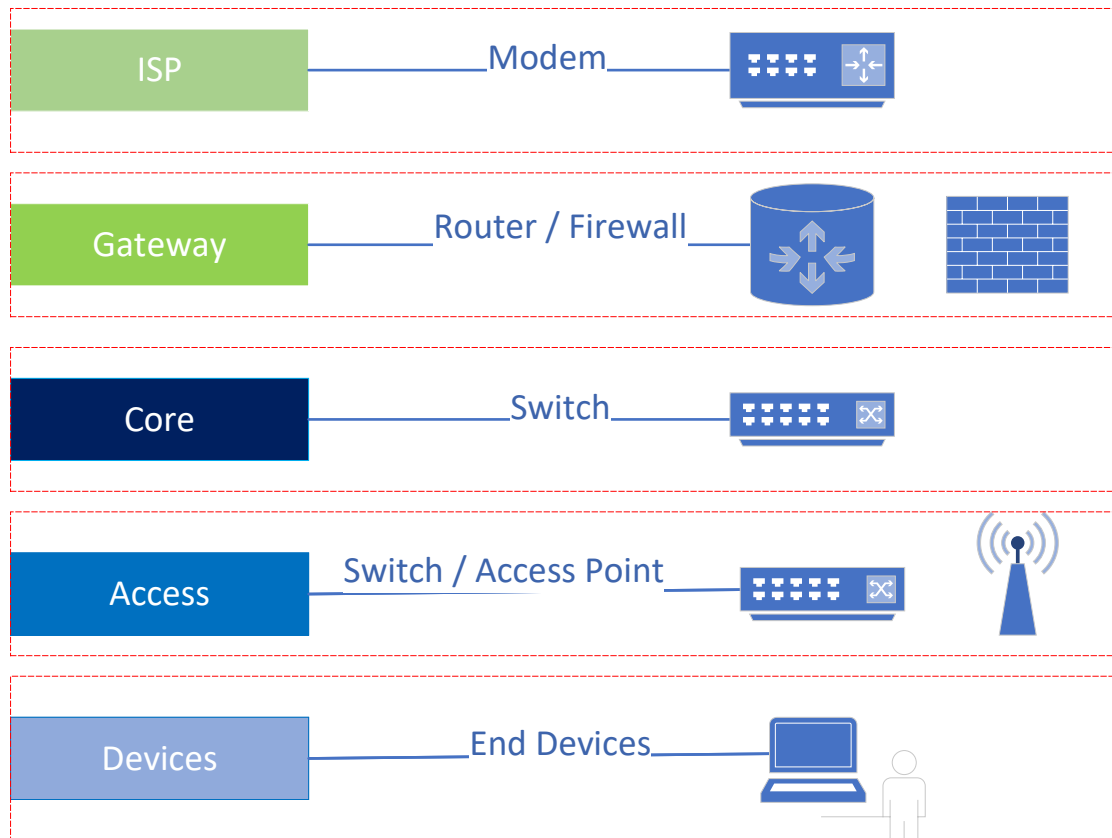 ISP
Modem
Gateway
Router / Firewall
Core
Switch
Access
Switch / Access Point
Devices
End Devices